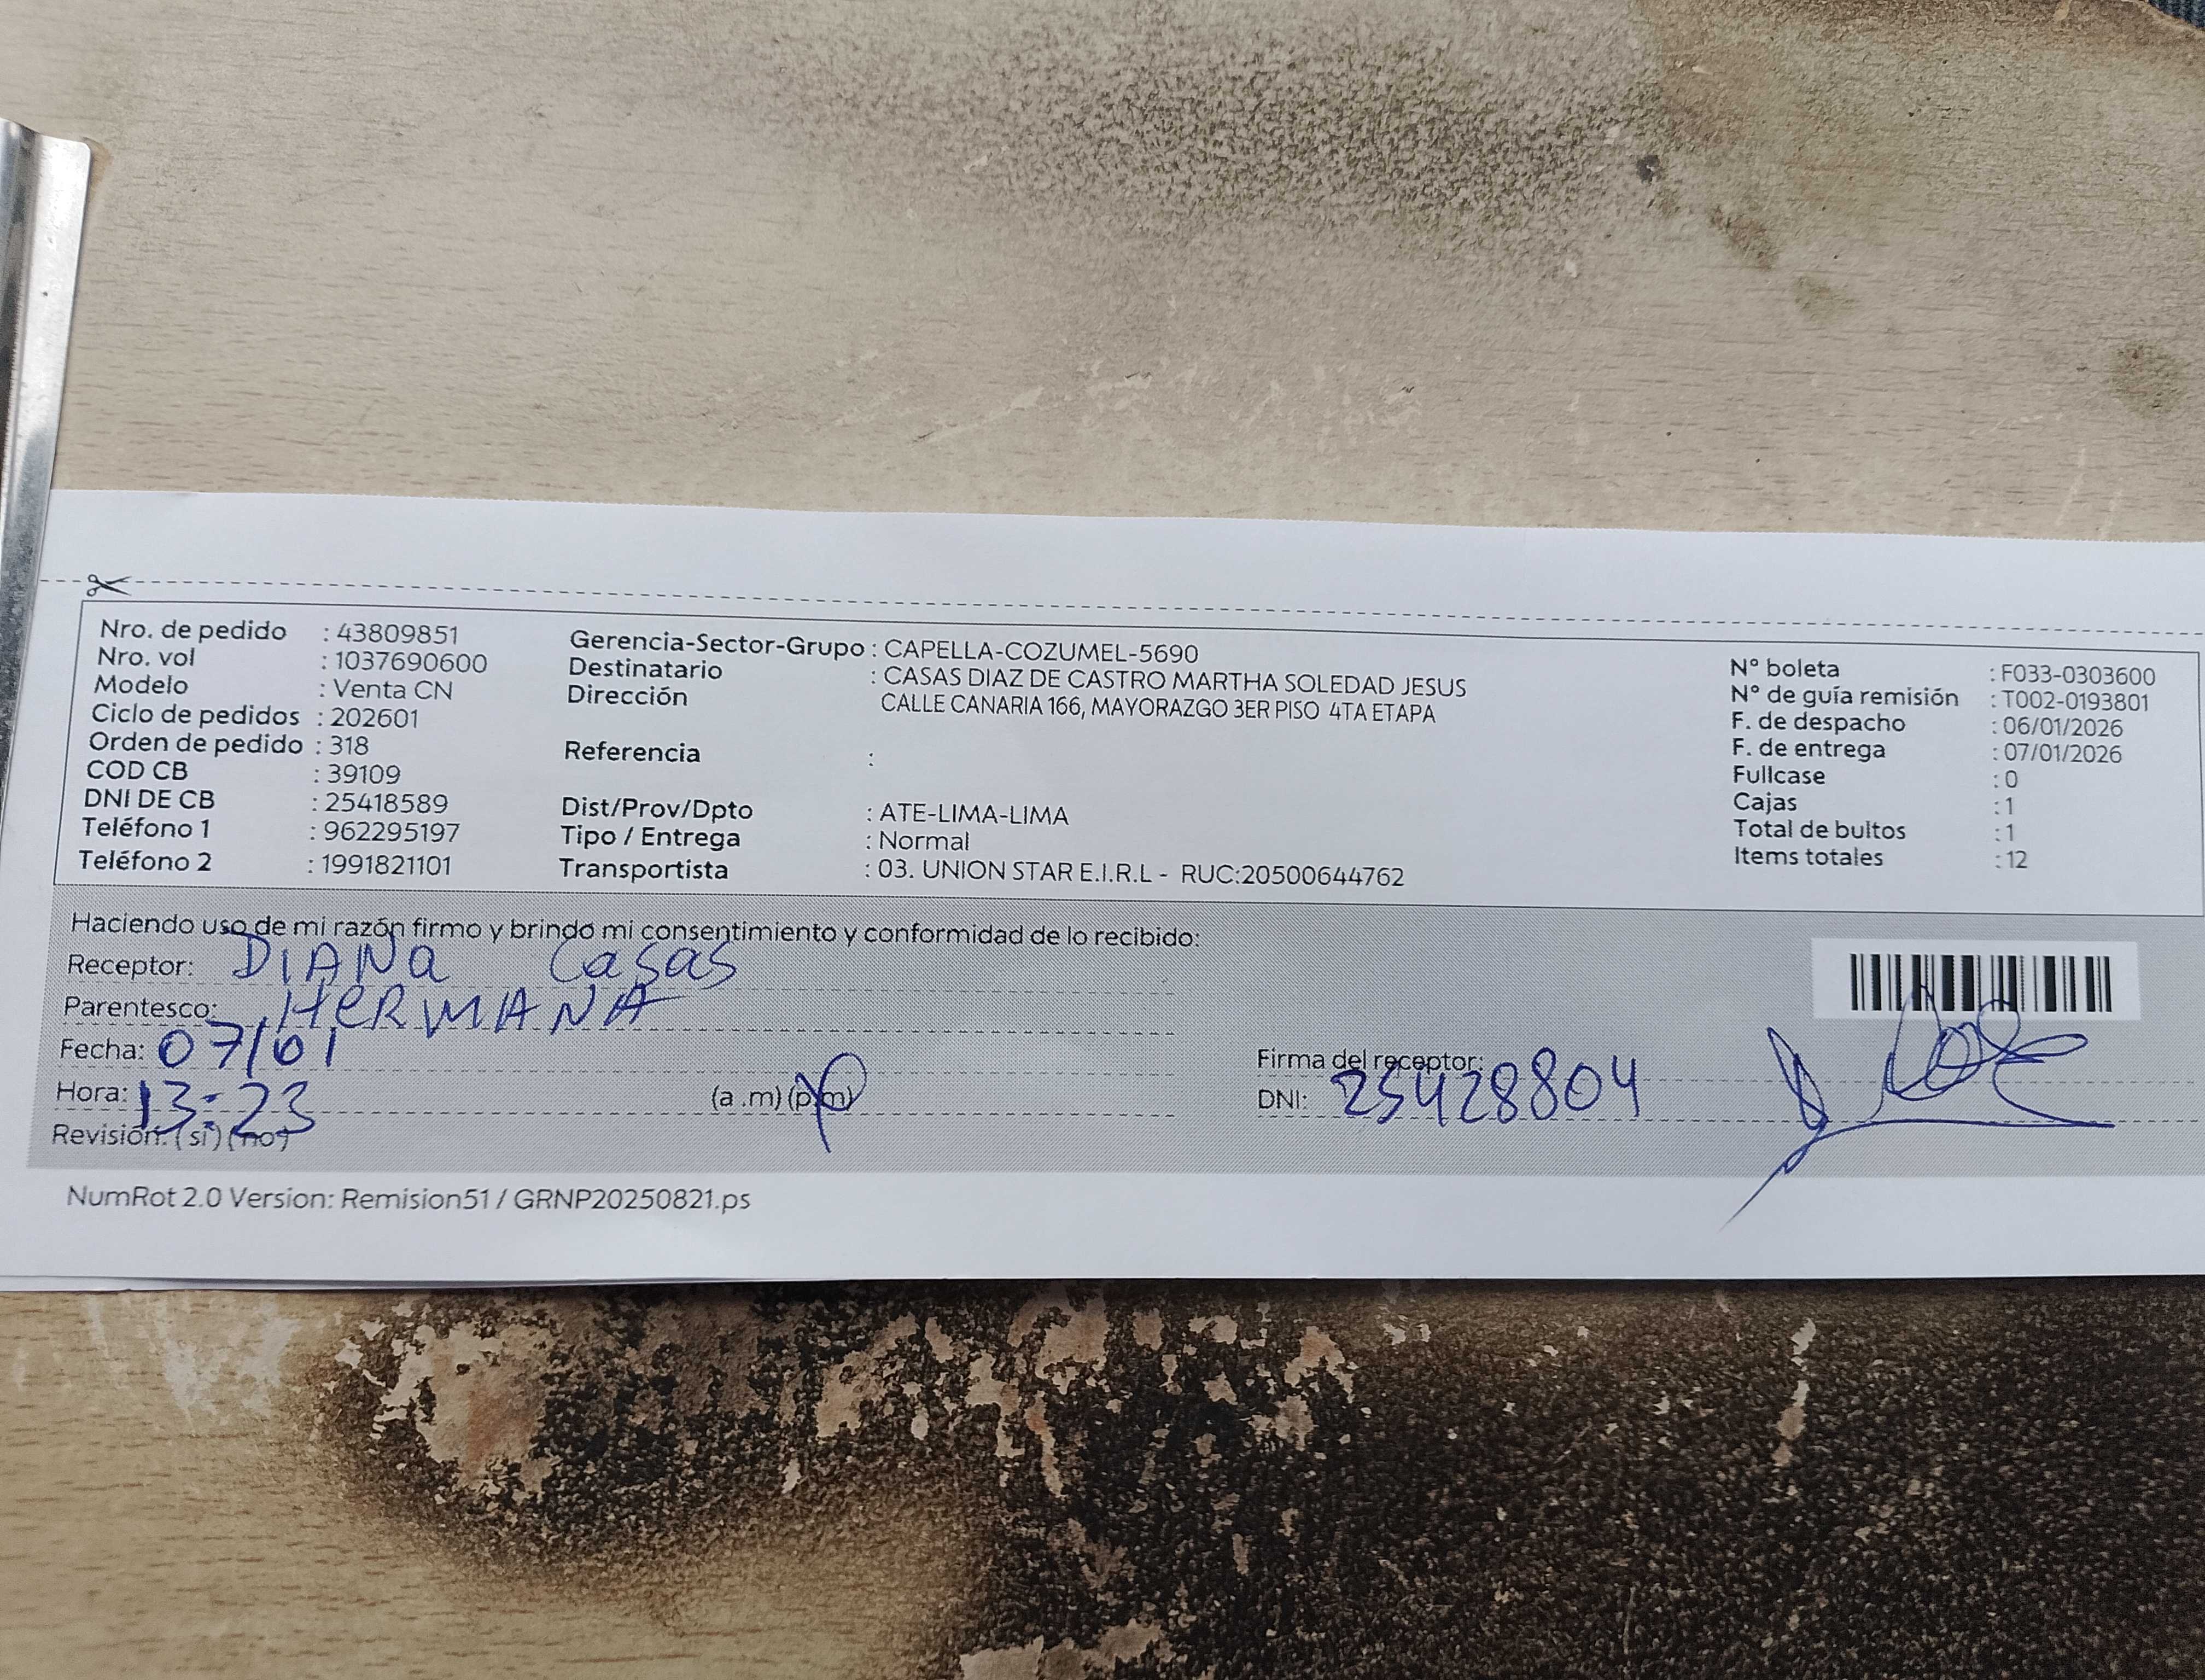 Nro. de pedido : 43809851
Nro. vol : 1037690600
Modelo : Venta CN
Ciclo de pedidos : 202601
Orden de pedido : 318
COD CB : 39109
DNI DE CB : 25418589
Teléfono 1 : 962295197
Teléfono 2 : 1991821101
Gerencia-Sector-Grupo : CAPELLA-COZUMEL-5690
Destinatario : CASAS DIAZ DE CASTRO MARTHA SOLEDAD JESUS
Dirección CALLE CANARIA 166, MAYORAZGO 3ER PISO 4TA ETAPA
Referencia :
Dist/Prov/Dpto : ATE-LIMA-LIMA
Tipo / Entrega : Normal
Transportista : 03. UNION STAR E.I.R.L - RUC:20500644762
N° boleta : F033-0303600
N° de guía remisión : T002-0193801
F. de despacho : 06/01/2026
F. de entrega : 07/01/2026
Fullcase : 0
Cajas : 1
Total de bultos : 1
Items totales : 12
Haciendo uso de mi razón firmo y brindo mi consentimiento y conformidad de lo recibido:
Receptor: DIANA Casas
Parentesco: HERMANA
Fecha: 07/01
Hora: 13:23 (a .m) (p.m)
Revisión: (si) (no)
Firma del receptor:
DNI: 25428804
NumRot 2.0 Version: Remision51 / GRNP20250821.ps